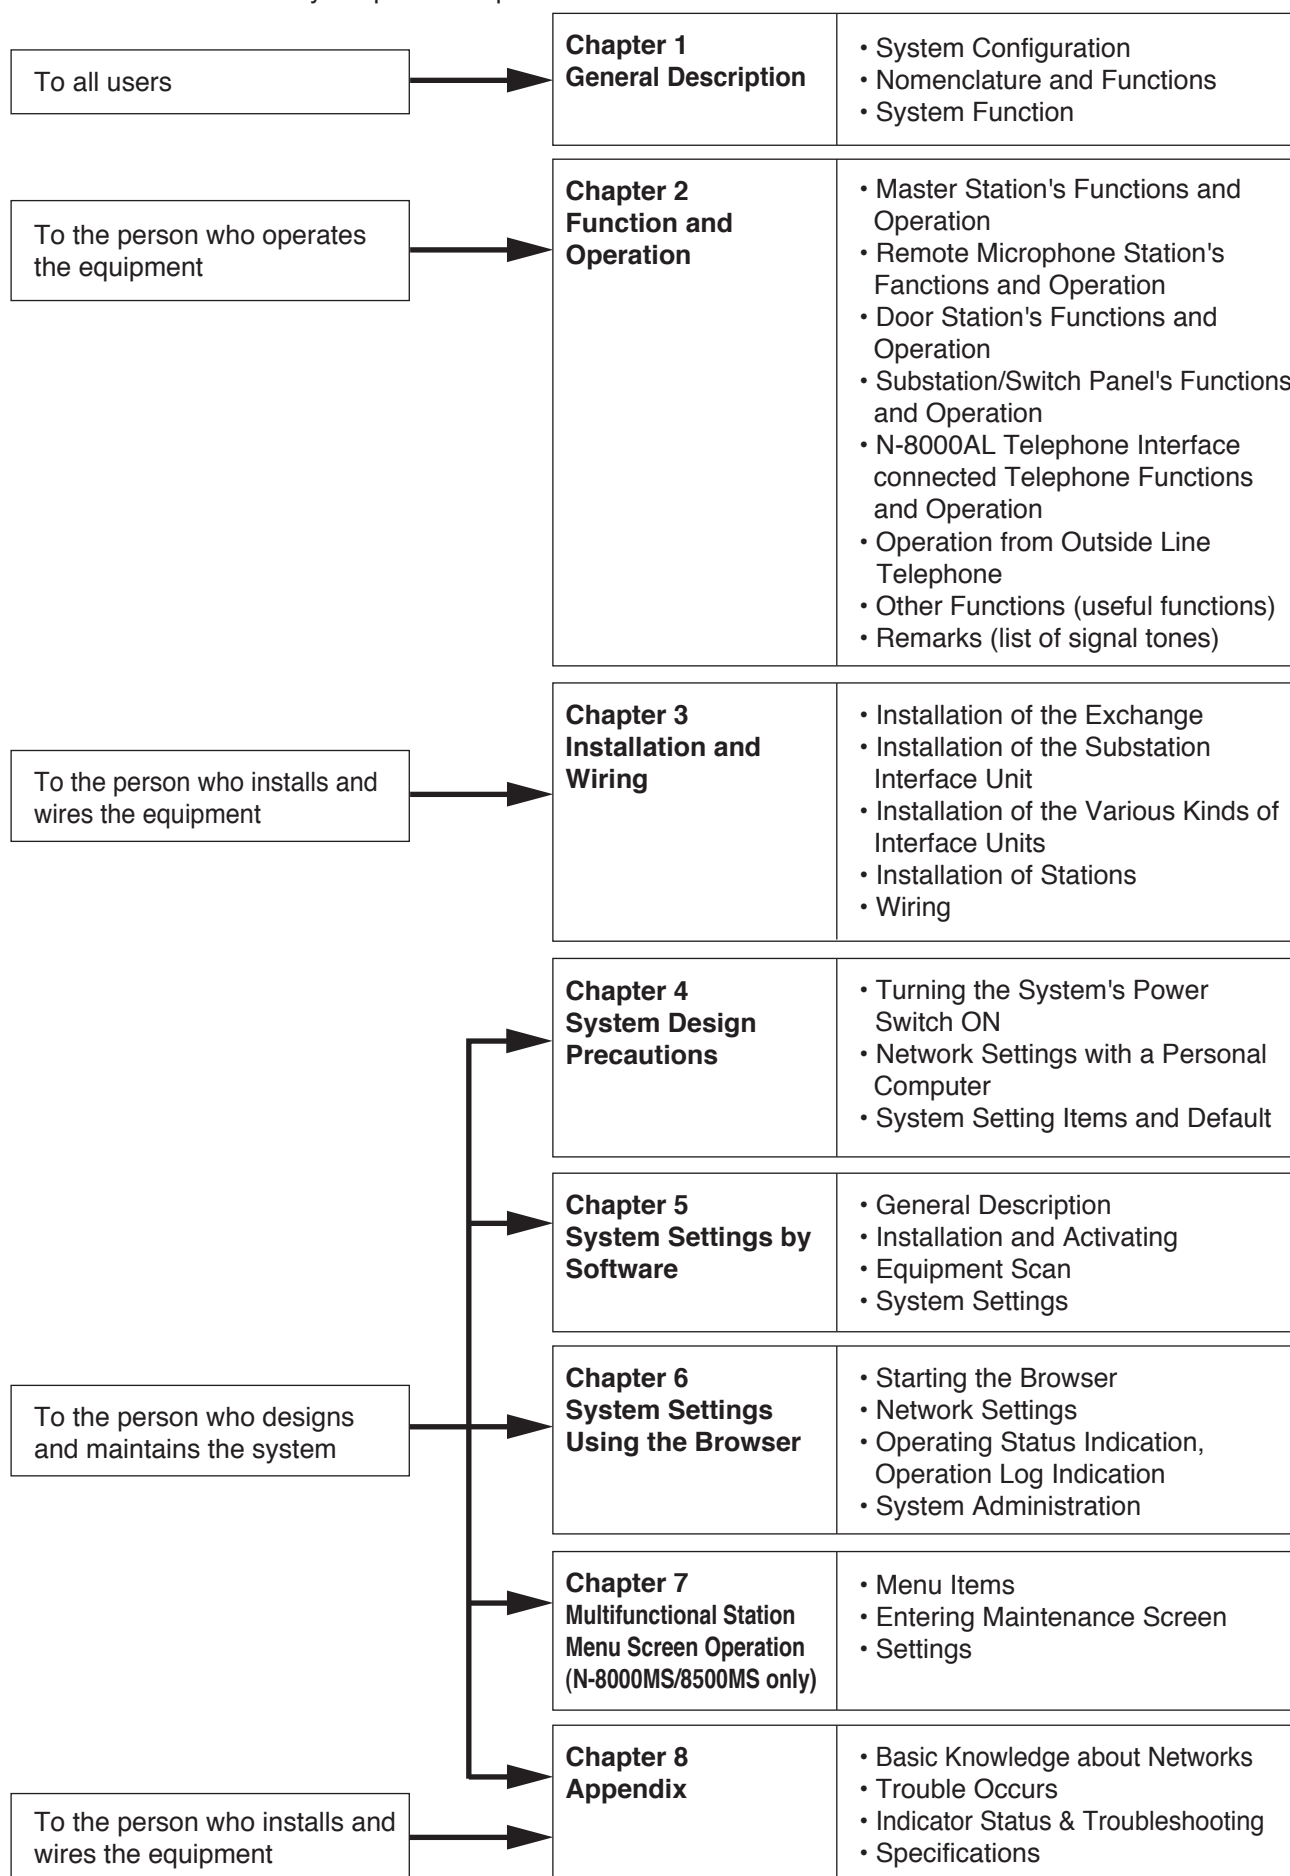 To all users
Chapter 1
General Description
• System Configuration
• Nomenclature and Functions
• System Function
To the person who operates
the equipment
Chapter 2
Function and
Operation
• Master Station's Functions and
Operation
• Remote Microphone Station's
Fanctions and Operation
• Door Station's Functions and
Operation
• Substation/Switch Panel's Functions
and Operation
• N-8000AL Telephone Interface
connected Telephone Functions
and Operation
• Operation from Outside Line
Telephone
• Other Functions (useful functions)
• Remarks (list of signal tones)
To the person who installs and
wires the equipment
Chapter 3
Installation and
Wiring
• Installation of the Exchange
• Installation of the Substation
Interface Unit
• Installation of the Various Kinds of
Interface Units
• Installation of Stations
• Wiring
To the person who designs
and maintains the system
Chapter 4
System Design
Precautions
• Turning the System's Power
Switch ON
• Network Settings with a Personal
Computer
• System Setting Items and Default
Chapter 5
System Settings by
Software
• General Description
• Installation and Activating
• Equipment Scan
• System Settings
Chapter 6
System Settings
Using the Browser
• Starting the Browser
• Network Settings
• Operating Status Indication,
Operation Log Indication
• System Administration
Chapter 7
Multifunctional Station
Menu Screen Operation
(N-8000MS/8500MS only)
• Menu Items
• Entering Maintenance Screen
• Settings
Chapter 8
Appendix
• Basic Knowledge about Networks
• Trouble Occurs
• Indicator Status & Troubleshooting
• Specifications
To the person who installs and
wires the equipment